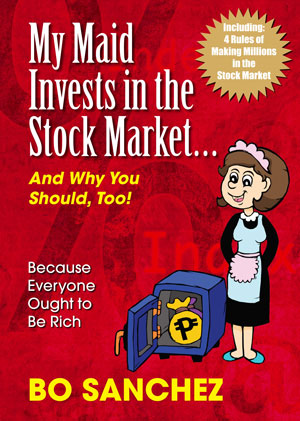 My Maid
Invests in the
Stock Market...
Including:
4 Rules of
Making Millions
in the
Stock Market
And Why You
Should, Too!
Because
Everyone
Ought to
Be Rich
BO SANCHEZ